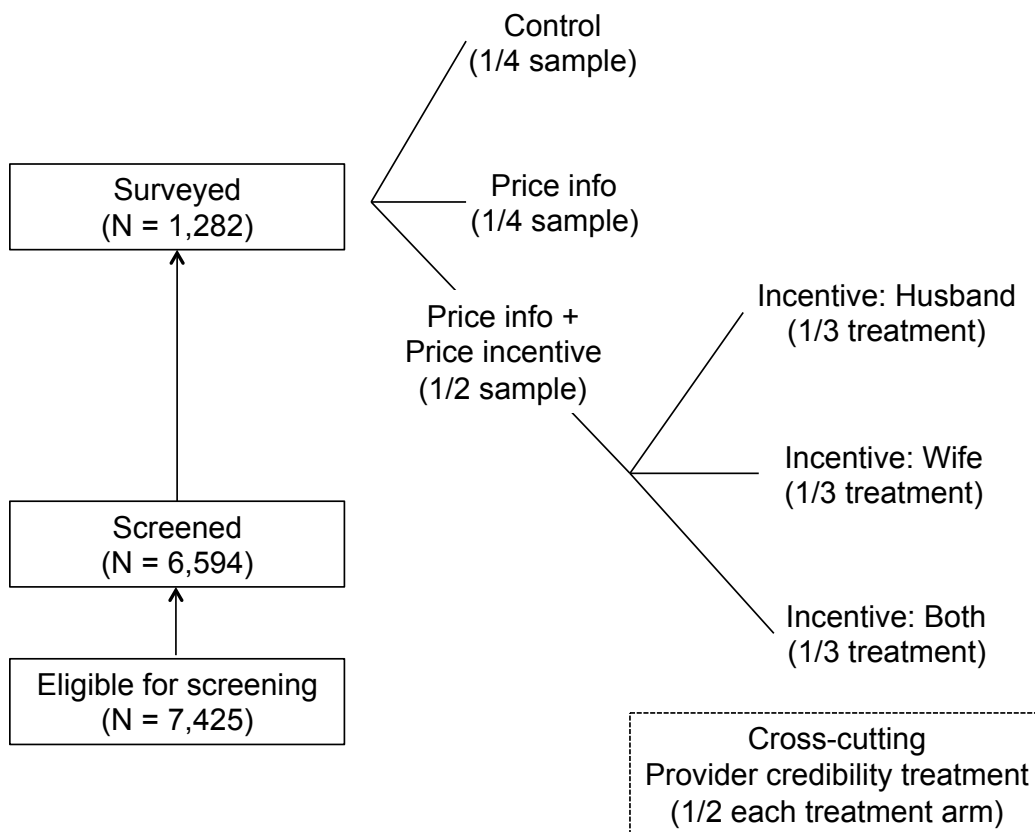 Control
(1/4 sample)
Surveyed
(N = 1,282)
Price info
(1/4 sample)
Price info +
Price incentive
(1/2 sample)
Incentive: Husband
(1/3 treatment)
Incentive: Wife
(1/3 treatment)
Screened
(N = 6,594)
Incentive: Both
(1/3 treatment)
Eligible for screening
(N = 7,425)
Cross-cutting
Provider credibility treatment
(1/2 each treatment arm)